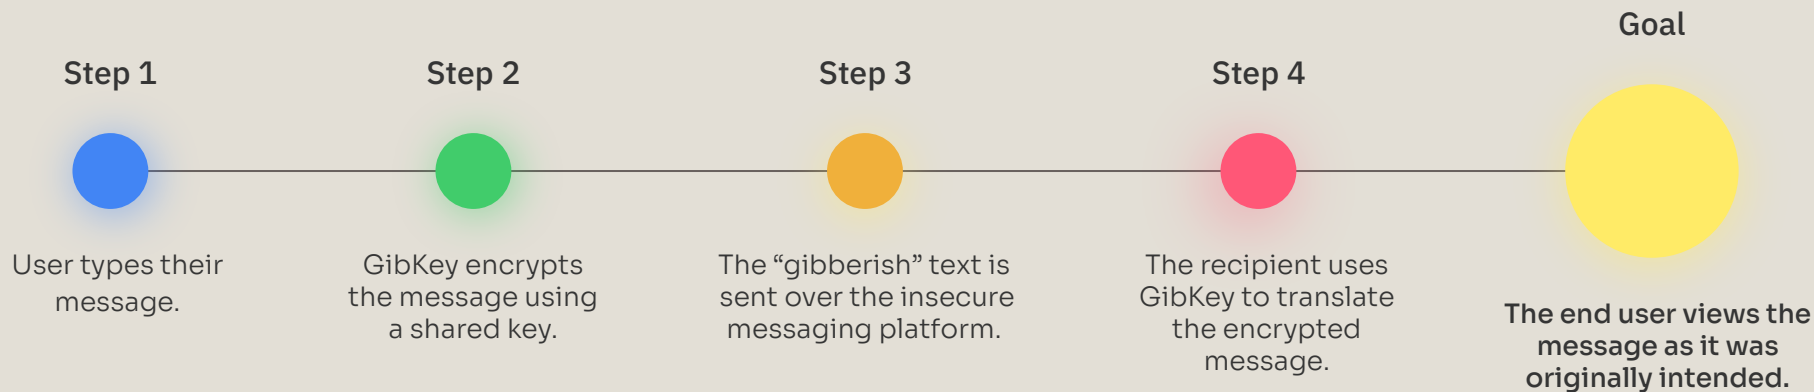 Goal
Step 1
Step 2
Step 3
Step 4
User types their
message.
GibKey encrypts
the message using
a shared key.
The “gibberish” text is
sent over the insecure
messaging platform.
The recipient uses
GibKey to translate
the encrypted
message.
The end user views the
message as it was
originally intended.